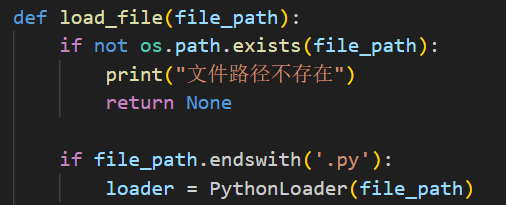 def load_file(file_path):
    if not os.path.exists(file_path):
        print("文件路径不存在")
        return None
    if file_path.endswith('.py'):
        loader = PythonLoader(file_path)